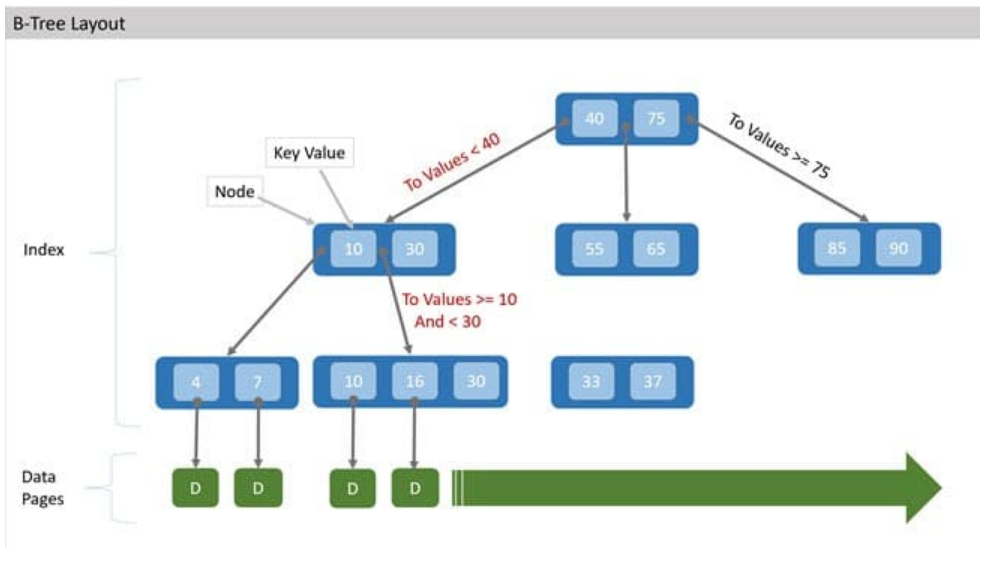 B-Tree Layout
40 75
To Values < 40
To Values >= 75
Key Value
Node
Index
10 30
55 65
85 90
To Values >= 10
And < 30
4 7
10 16 30
33 37
Data
Pages
D D D D